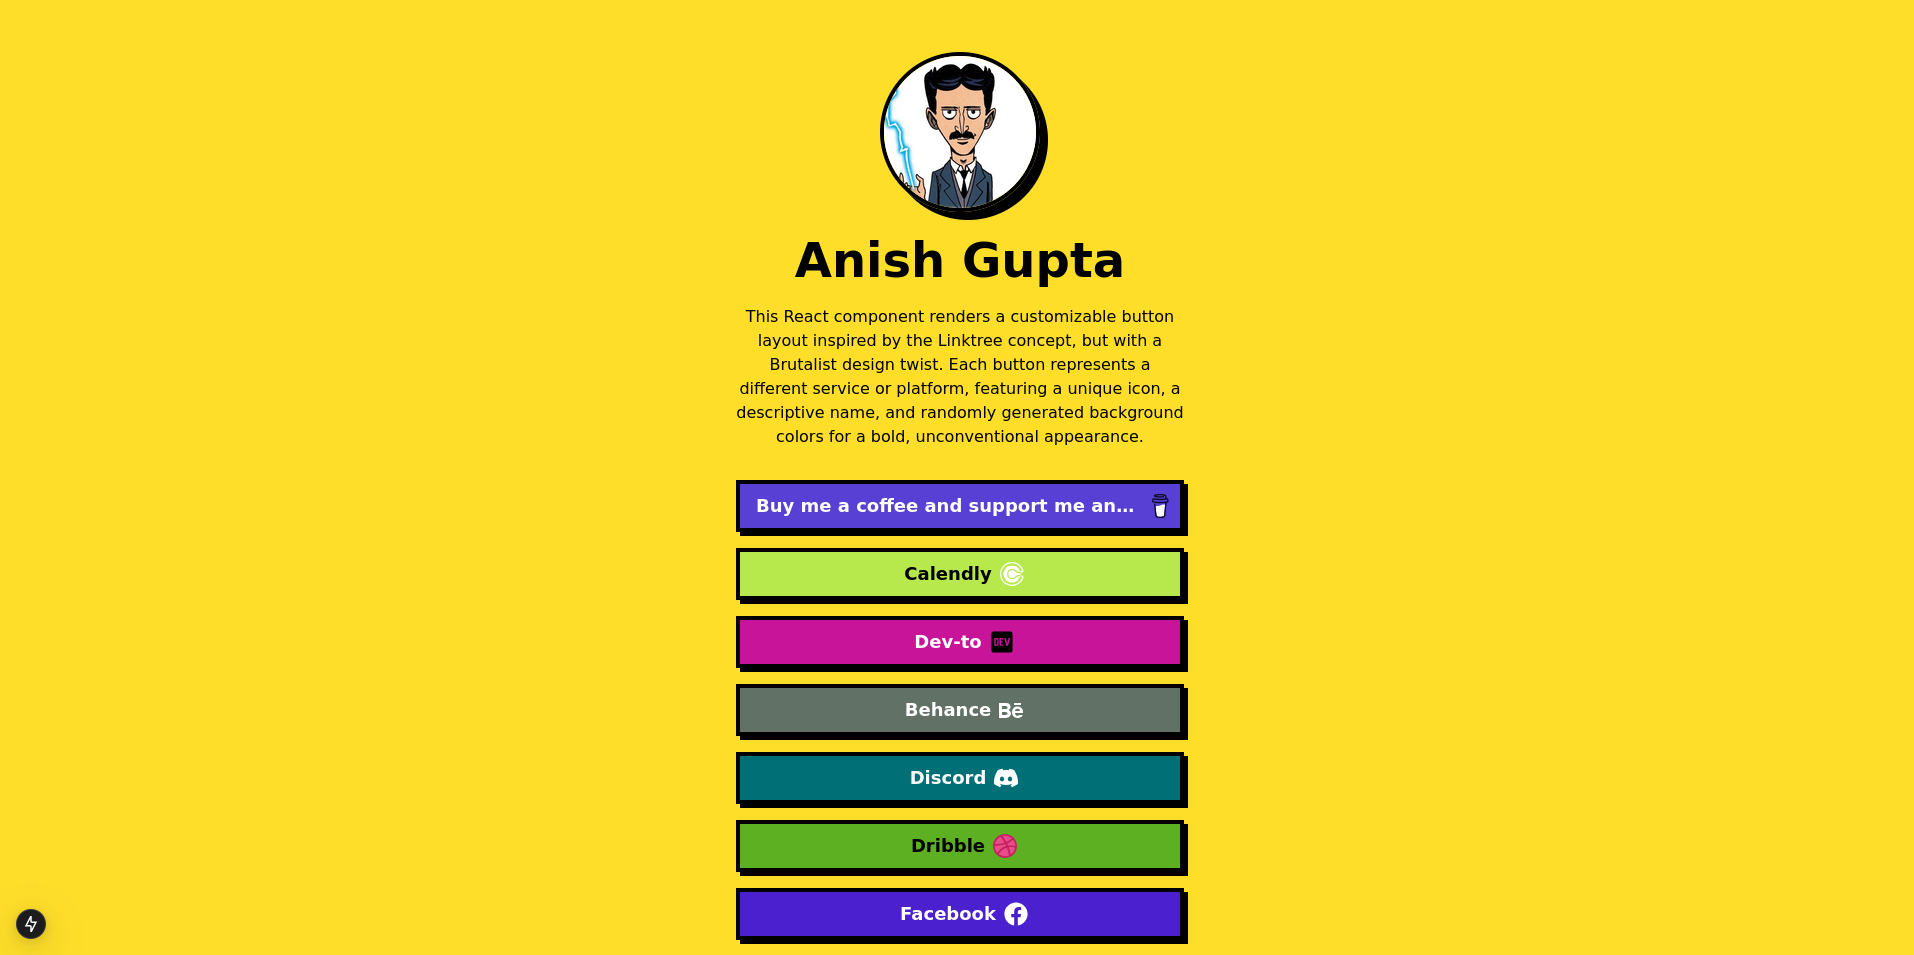 Anish Gupta
This React component renders a customizable button
layout inspired by the Linktree concept, but with a
Brutalist design twist. Each button represents a
different service or platform, featuring a unique icon, a
descriptive name, and randomly generated background
colors for a bold, unconventional appearance.
Buy me a coffee and support me an...
Calendly
Dev-to DEV
Behance Bē
Discord
Dribble
Facebook